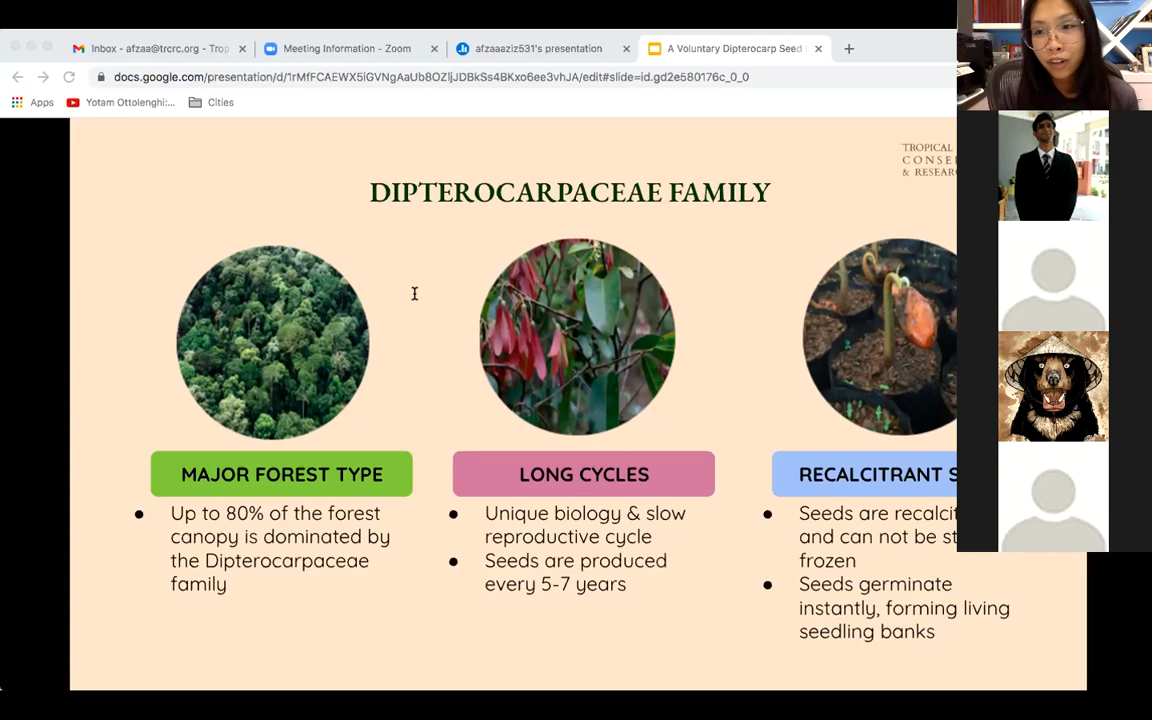 Inbox - afzaa@trcrc.org - Trop
Meeting Information - Zoom
afzaaaziz531's presentation
A Voluntary Dipterocarp Seed
docs.google.com/presentation/d/1rMfFCAEWX5iGVNgAaUb8OZljJDBkSs4BKxo6ee3vhJA/edit#slide=id.gd2e580176c_0_0
Apps
Yotam Ottolenghi:...
Cities
TROPICAL
CONSE
& RESEAR
DIPTEROCARPACEAE FAMILY
MAJOR FOREST TYPE
● Up to 80% of the forest
canopy is dominated by
the Dipterocarpaceae
family
LONG CYCLES
● Unique biology & slow
reproductive cycle
● Seeds are produced
every 5-7 years
RECALCITRANT S
● Seeds are recalcit
and can not be st
frozen
● Seeds germinate
instantly, forming living
seedling banks